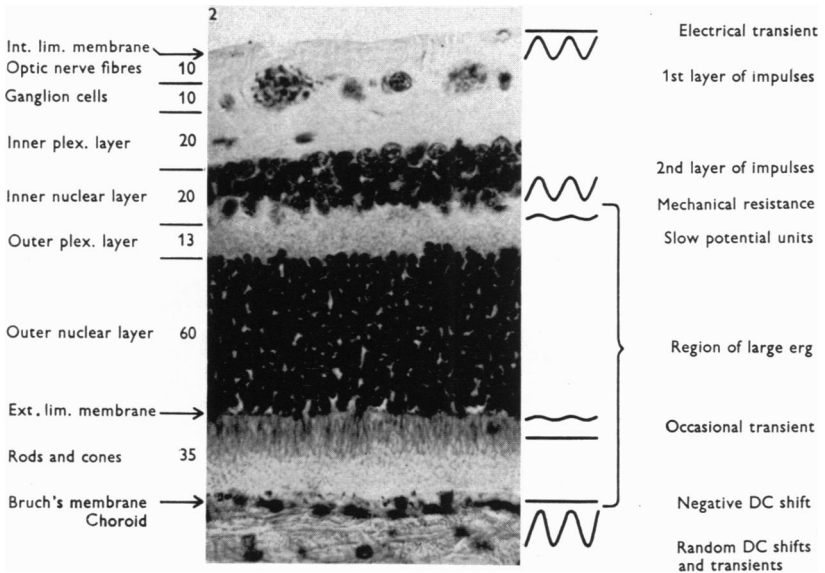 2
Int. lim. membrane
Optic nerve fibres 10
Ganglion cells 10
Inner plex. layer 20
Inner nuclear layer 20
Outer plex. layer 13
Outer nuclear layer 60
Ext. lim. membrane
Rods and cones 35
Bruch's membrane
Choroid
Electrical transient
1st layer of impulses
2nd layer of impulses
Mechanical resistance
Slow potential units
Region of large erg
Occasional transient
Negative DC shift
Random DC shifts
and transients